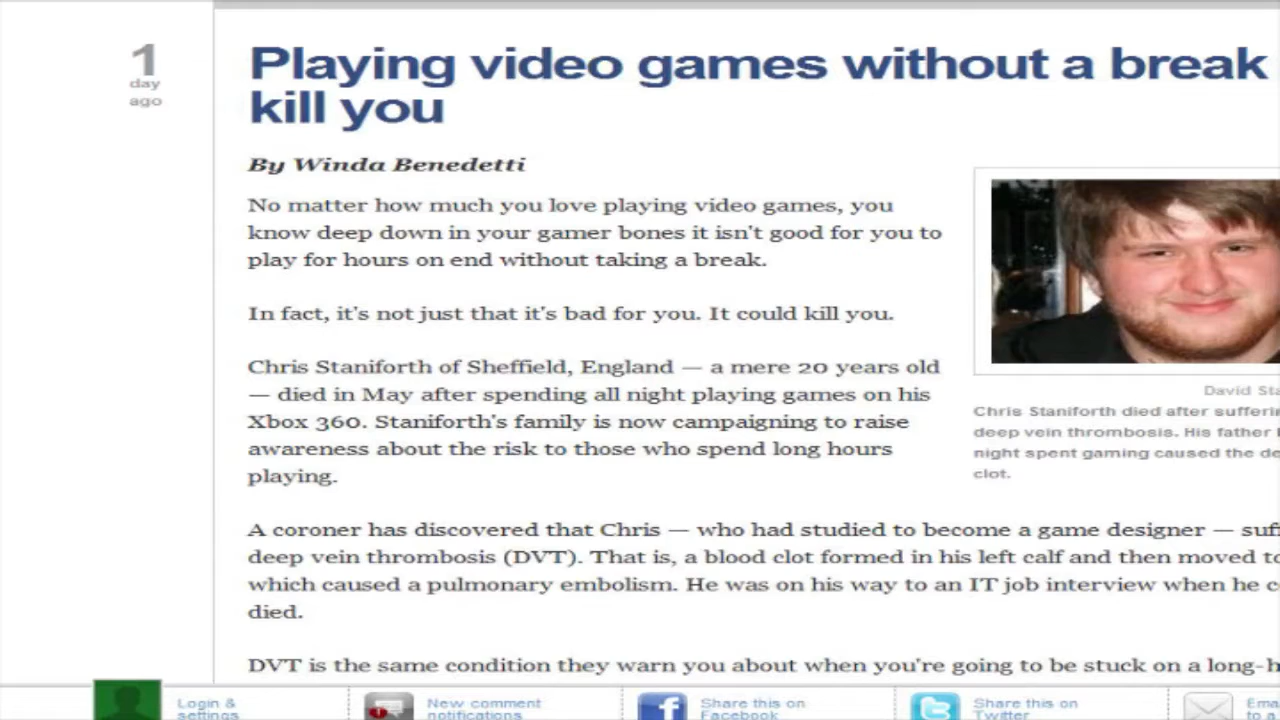 1
day
ago
Playing video games without a break
kill you
By Winda Benedetti
No matter how much you love playing video games, you
know deep down in your gamer bones it isn't good for you to
play for hours on end without taking a break.
In fact, it's not just that it's bad for you. It could kill you.
Chris Staniforth of Sheffield, England — a mere 20 years old
— died in May after spending all night playing games on his
Xbox 360. Staniforth's family is now campaigning to raise
awareness about the risk to those who spend long hours
playing.
David Sta
Chris Staniforth died after sufferin
deep vein thrombosis. His father
night spent gaming caused the de
clot.
A coroner has discovered that Chris — who had studied to become a game designer — suf
deep vein thrombosis (DVT). That is, a blood clot formed in his left calf and then moved to
which caused a pulmonary embolism. He was on his way to an IT job interview when he c
died.
DVT is the same condition they warn you about when you're going to be stuck on a long-h
Login &
settings
New comment
notifications
Share this on
Facebook
Share this on
Twitter
Ema
to a